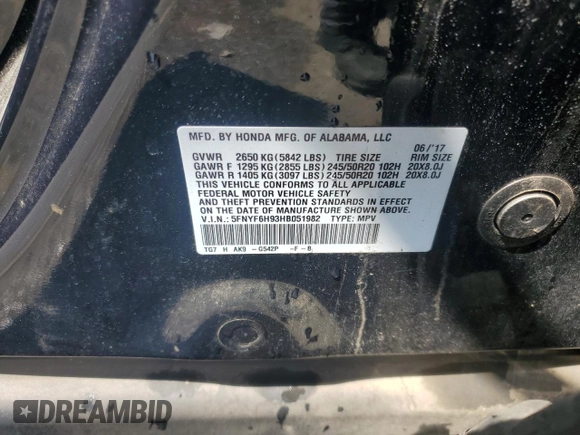 MFD. BY HONDA MFG. OF ALABAMA, LLC 06/'17
GVWR 2650 KG (5842 LBS) TIRE SIZE RIM SIZE
GAWR F 1295 KG (2855 LBS) 245/50R20 102H 20X8.0J
GAWR R 1405 KG (3097 LBS) 245/50R20 102H 20X8.0J
THIS VEHICLE CONFORMS TO ALL APPLICABLE
FEDERAL MOTOR VEHICLE SAFETY
AND THEFT PREVENTION STANDARDS IN EFFECT
ON THE DATE OF MANUFACTURE SHOWN ABOVE.
V.I.N.: 5FNYF6H93HB051982 TYPE: MPV
TG7 H AK9 - G542P -F-B
DREAMBID